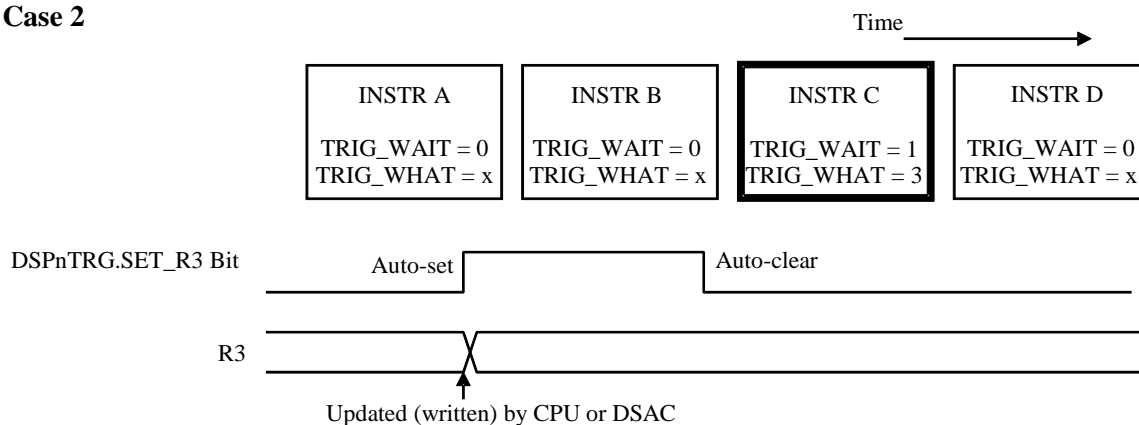 Case 2
Time
INSTR A
TRIG_WAIT = 0
TRIG_WHAT = x
INSTR B
TRIG_WAIT = 0
TRIG_WHAT = x
INSTR C
TRIG_WAIT = 1
TRIG_WHAT = 3
INSTR D
TRIG_WAIT = 0
TRIG_WHAT = x
DSPnTRG.SET_R3 Bit
Auto-set
Auto-clear
R3
Updated (written) by CPU or DSAC